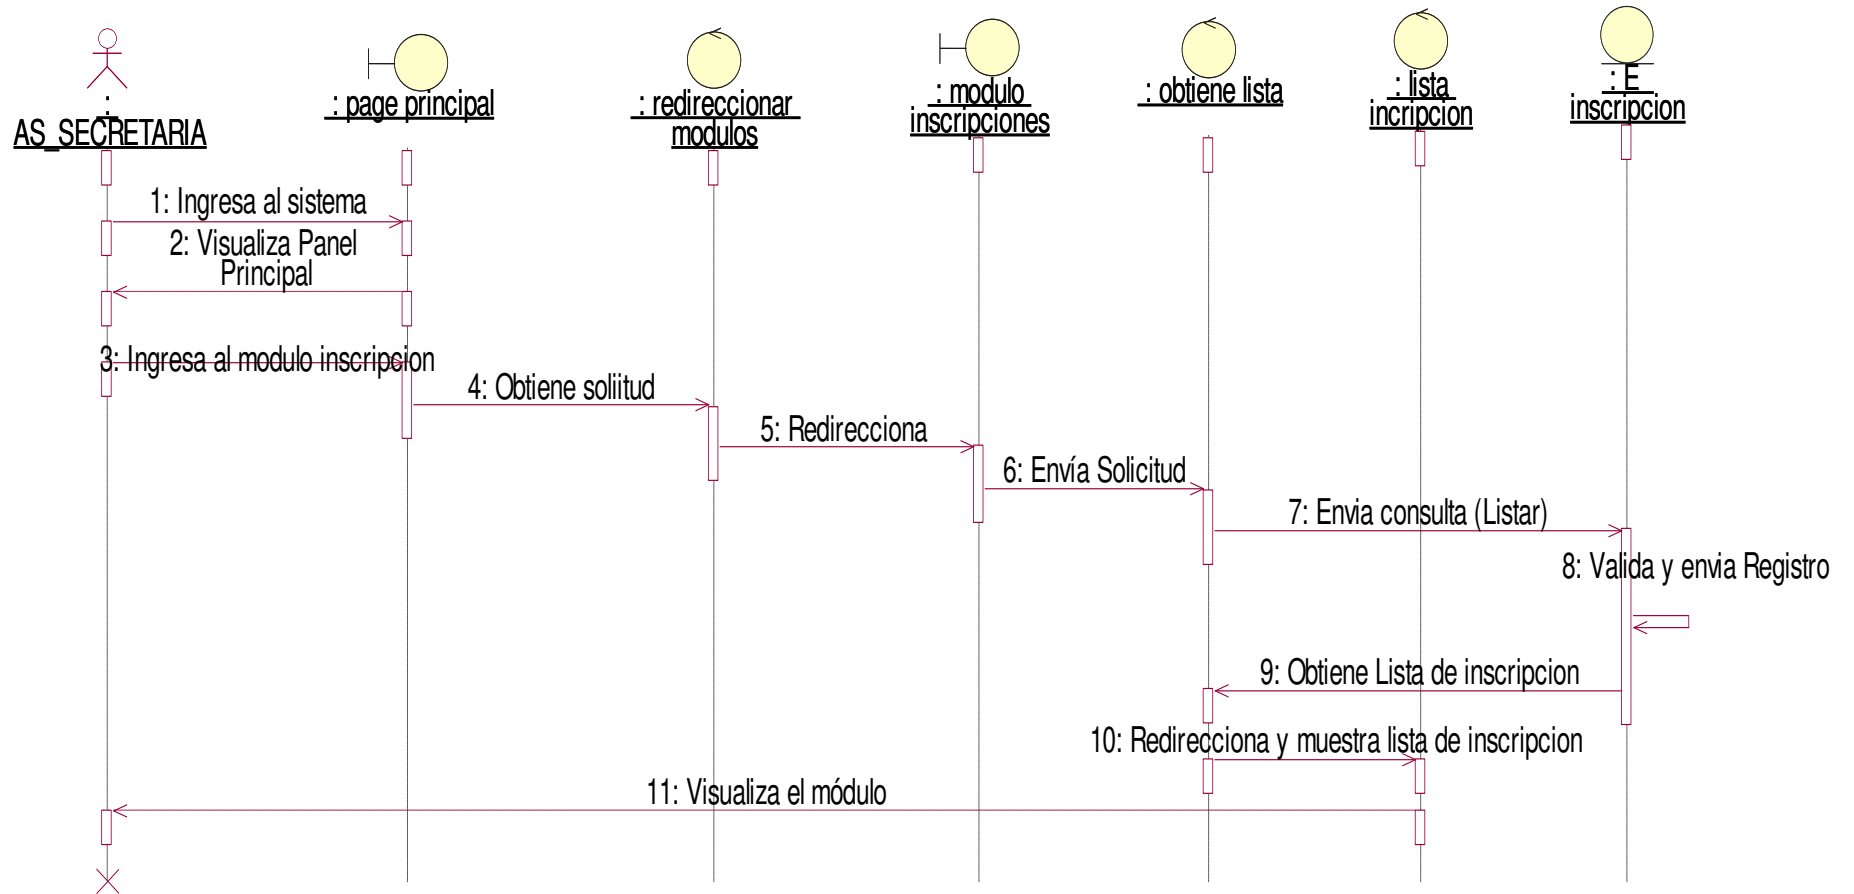 :
AS_SECRETARIA
: page principal
: redireccionar
modulos
: modulo
inscripciones
: obtiene lista
: lista
incripcion
: E
inscripcion
1: Ingresa al sistema
2: Visualiza Panel
Principal
3: Ingresa al modulo inscripcion
4: Obtiene soliitud
5: Redirecciona
6: Envía Solicitud
7: Envia consulta (Listar)
8: Valida y envia Registro
9: Obtiene Lista de inscripcion
10: Redirecciona y muestra lista de inscripcion
11: Visualiza el módulo